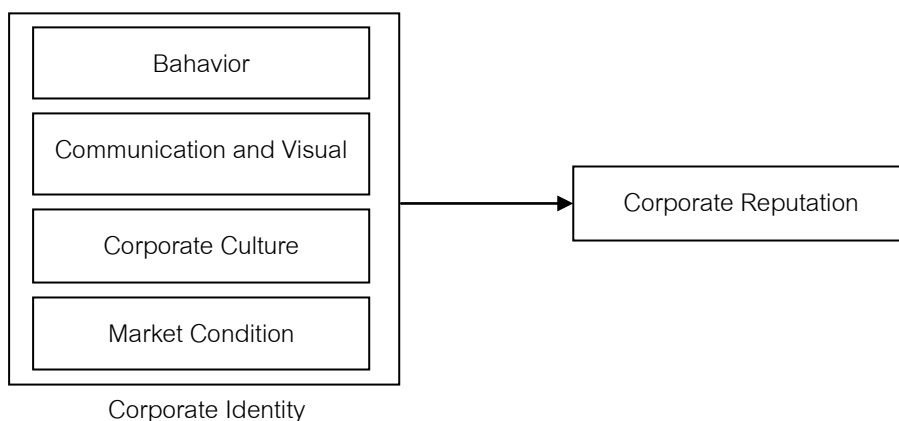 Bahavior
Communication and Visual
Corporate Culture
Market Condition
Corporate Identity
Corporate Reputation